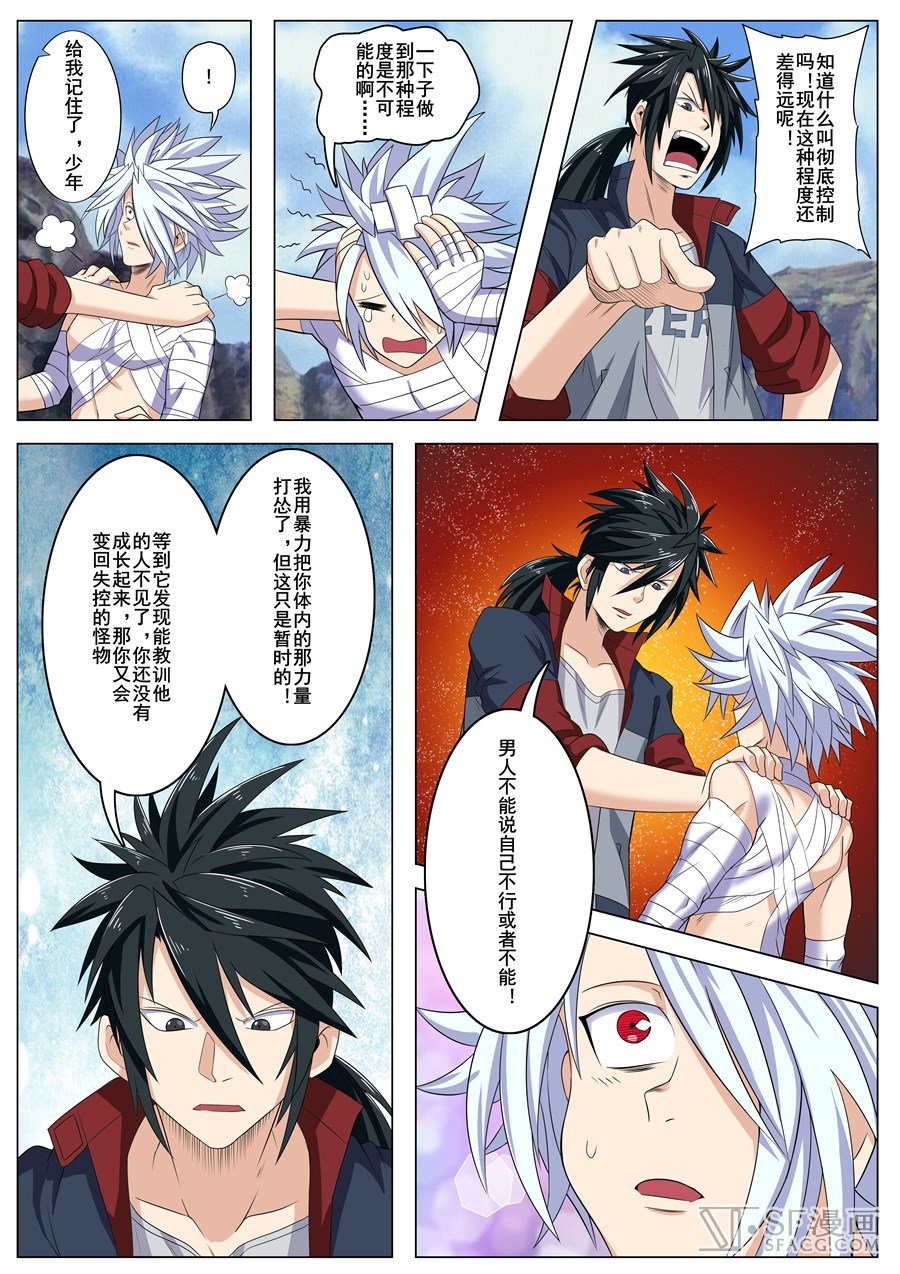 知道什么叫彻底控制
吗！现在这种程度还
差得远呢！
一下子做
到那种程
度是不可
能的啊……
！
给我记住了，少年
男人不能说自己不行或者不能！
我用暴力把你体内的那力量
打怂了，但这只是暂时的！
等到它发现能教训他
的人不见了，你还没有
成长起来，那你又会
变回失控的怪物
ZER
SF漫画
SFACG.COM